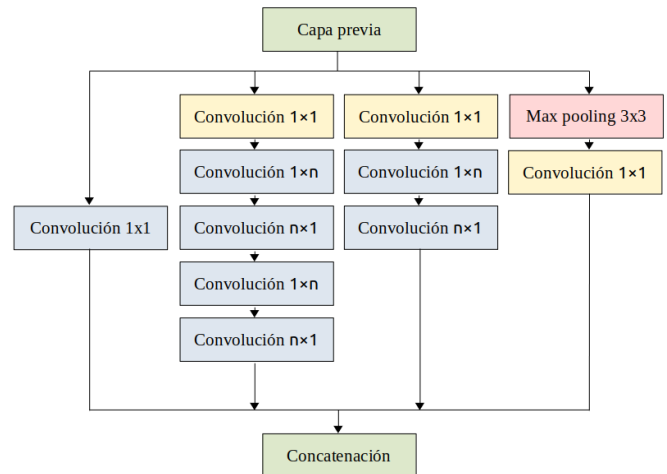 Capa previa
Convolución 1×1
Convolución 1×1
Max pooling 3x3
Convolución 1×n
Convolución 1×n
Convolución 1×1
Convolución 1x1
Convolución n×1
Convolución n×1
Convolución 1×n
Convolución n×1
Concatenación